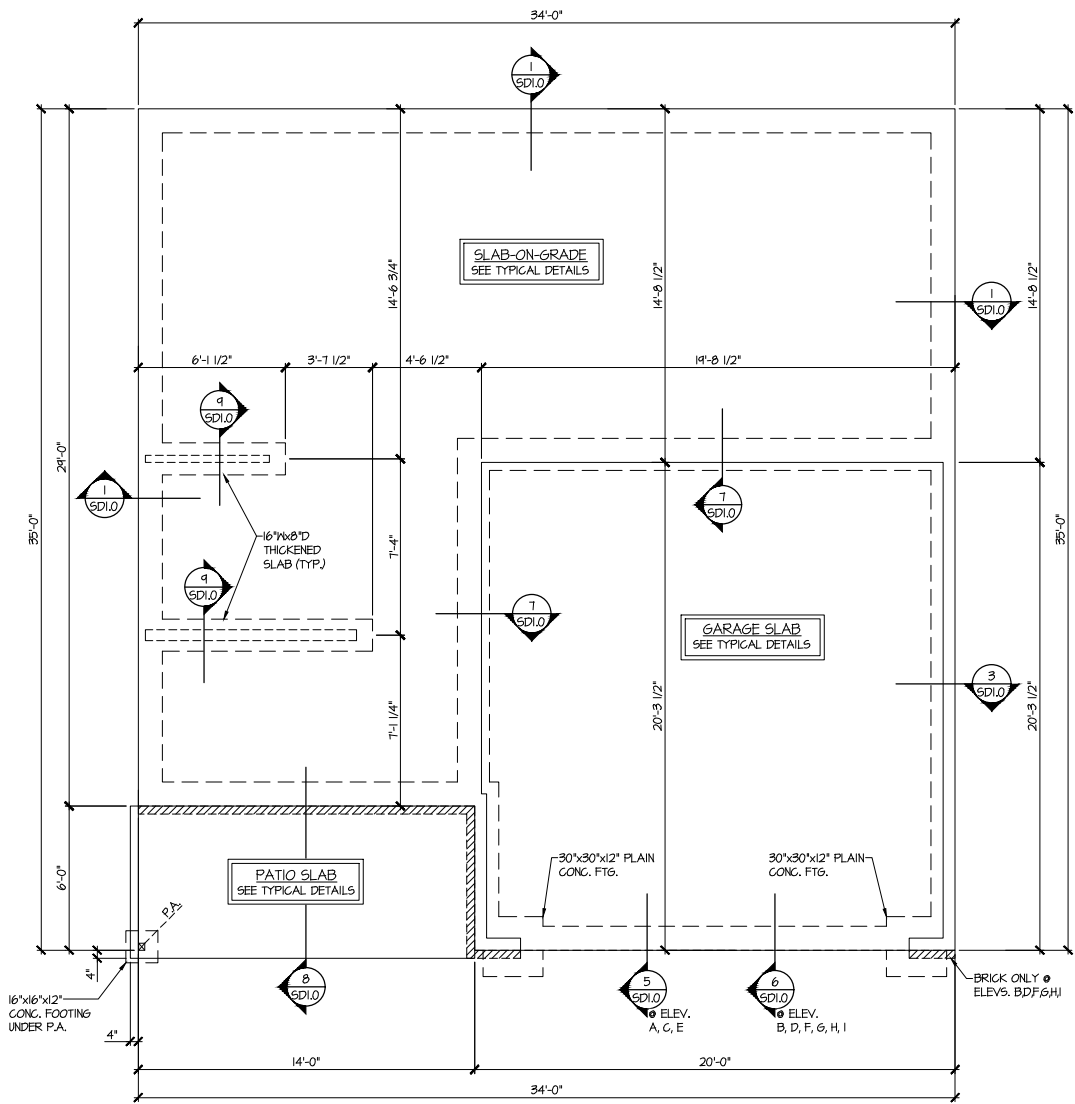 34'-0"
1
SD1.0
SLAB-ON-GRADE
SEE TYPICAL DETAILS
14'-6 3/4"
14'-8 1/2"
14'-8 1/2"
1
SD1.0
6'-1 1/2"
3'-7 1/2"
4'-6 1/2"
19'-8 1/2"
9
SD1.0
29'-0"
35'-0"
1
SD1.0
7
SD1.0
35'-0"
16"Wx8"D
THICKENED
SLAB (TYP.)
7'-4"
9
SD1.0
7
SD1.0
GARAGE SLAB
SEE TYPICAL DETAILS
3
SD1.0
7'-1 1/4"
20'-3 1/2"
20'-3 1/2"
6'-0"
PATIO SLAB
SEE TYPICAL DETAILS
30"x30"x12" PLAIN
CONC. FTG.
30"x30"x12" PLAIN
CONC. FTG.
P.A.
4"
16"x16"x12"
CONC. FOOTING
UNDER P.A.
4"
8
SD1.0
5
SD1.0
@ ELEV.
A, C, E
6
SD1.0
@ ELEV.
B, D, F, G, H, I
BRICK ONLY @
ELEVS. B,D,F,G,H,I
14'-0"
20'-0"
34'-0"